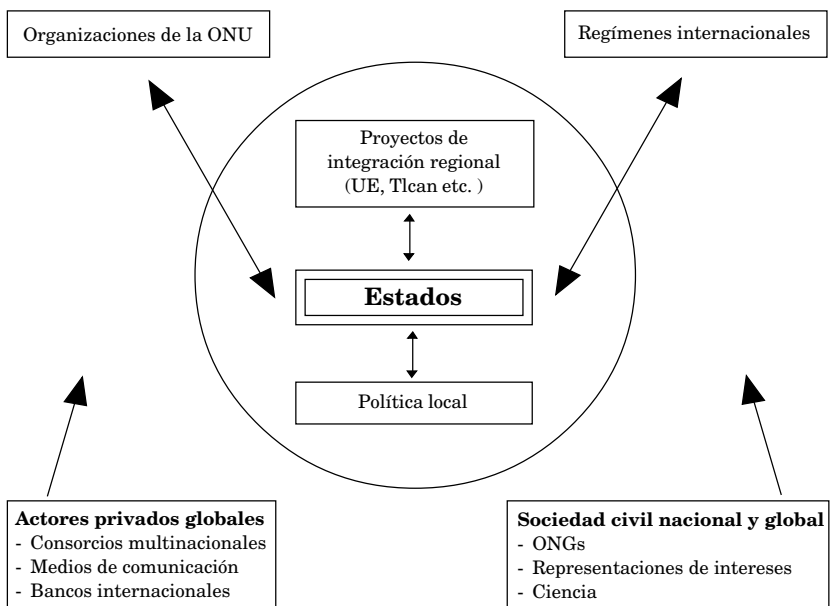 Organizaciones de la ONU
Regímenes internacionales
Proyectos de
integración regional
(UE, Tlcan etc. )
Estados
Política local
Actores privados globales
- Consorcios multinacionales
- Medios de comunicación
- Bancos internacionales
Sociedad civil nacional y global
- ONGs
- Representaciones de intereses
- Ciencia